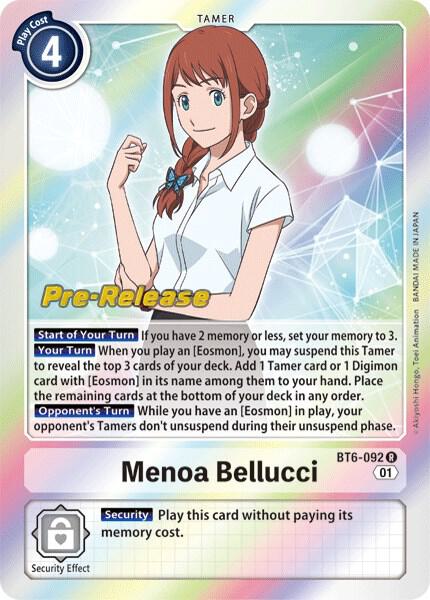 TAMER
Play Cost
4
Pre-Release
Start of Your Turn If you have 2 memory or less, set your memory to 3.
Your Turn When you play an [Eosmon], you may suspend this Tamer
to reveal the top 3 cards of your deck. Add 1 Tamer card or 1 Digimon
card with [Eosmon] in its name among them to your hand. Place
the remaining cards at the bottom of your deck in any order.
Opponent's Turn While you have an [Eosmon] in play, your
opponent's Tamers don't unsuspend during their unsuspend phase.
©Akiyoshi Hongo, Toei Animation BANDAI MADE IN JAPAN
BT6-092 R
Menoa Bellucci
01
Security Play this card without paying its
memory cost.
Security Effect